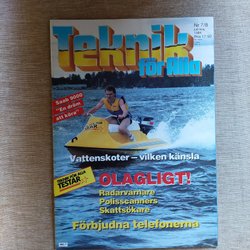 Teknik
för alla
Nr 7/8
Saab 9000
"En dröm
att köra"
Vattenskoter – vilken känsla
TESTAR
OLAGLIGT!
Radarvarnare
Polisscanners
Skattsökare
Förbjudna telefonerna